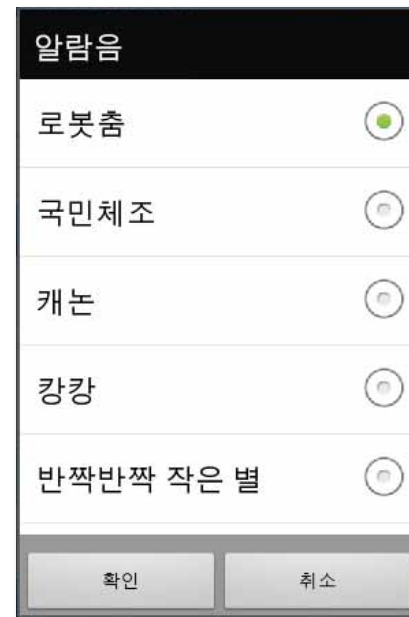 알람음
로봇춤
국민체조
캐논
캉캉
반짝반짝 작은 별
확인 취소